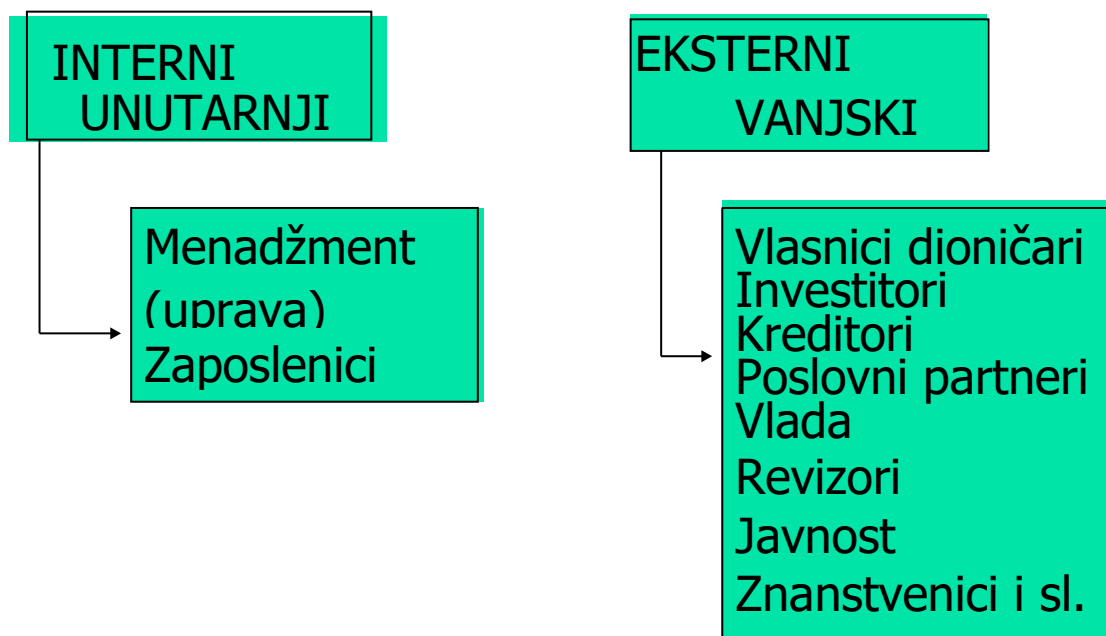 INTERNI
UNUTARNJI
Menadžment
(uprava)
Zaposlenici
EKSTERNI
VANJSKI
Vlasnici dioničari
Investitori
Kreditori
Poslovni partneri
Vlada
Revizori
Javnost
Znanstvenici i sl.